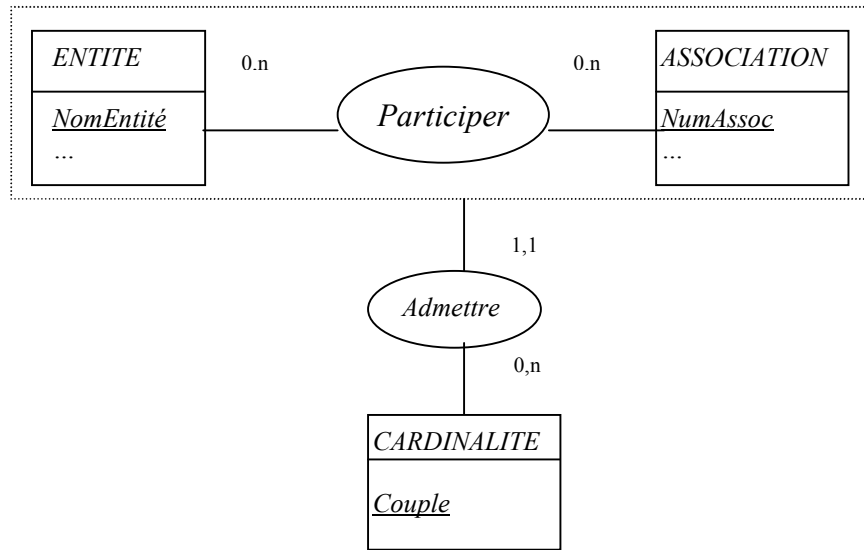 ENTITE
0.n
0.n
ASSOCIATION
NomEntité
...
Participer
NumAssoc
...
1,1
Admettre
0,n
CARDINALITE
Couple